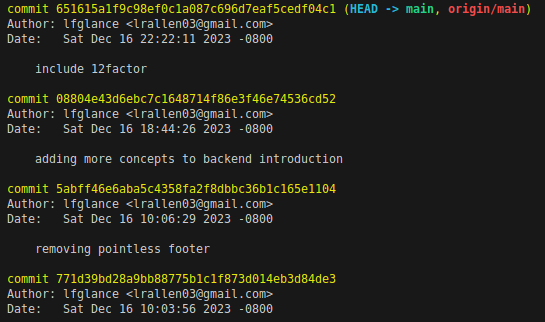 commit 651615a1f9c98ef0c1a087c696d7eaf5cedf04c1 (HEAD -> main, origin/main)
Author: lfglance <lrallen03@gmail.com>
Date:   Sat Dec 16 22:22:11 2023 -0800
include 12factor
commit 08804e43d6ebc7c1648714f86e3f46e74536cd52
Author: lfglance <lrallen03@gmail.com>
Date:   Sat Dec 16 18:44:26 2023 -0800
adding more concepts to backend introduction
commit 5abff46e6aba5c4358fa2f8dbbc36b1c165e1104
Author: lfglance <lrallen03@gmail.com>
Date:   Sat Dec 16 10:06:29 2023 -0800
removing pointless footer
commit 771d39bd28a9bb88775b1c1f873d014eb3d84de3
Author: lfglance <lrallen03@gmail.com>
Date:   Sat Dec 16 10:03:56 2023 -0800